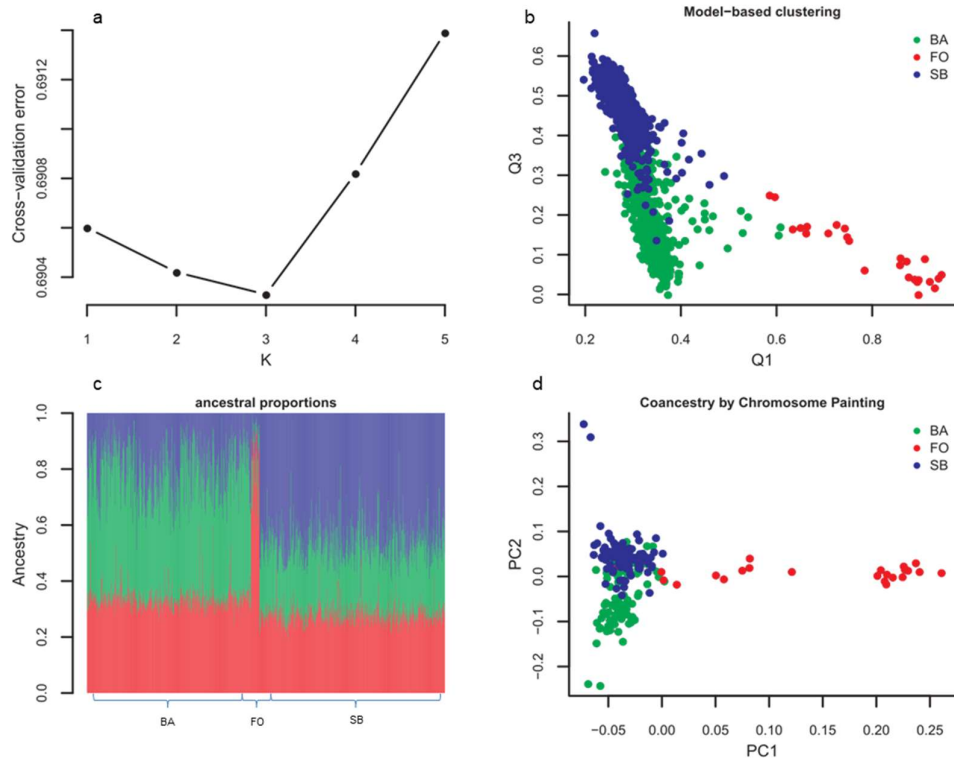 a
Cross−validation error
0.6904
0.6908
0.6912
1 2 3 4 5
K
b
Model−based clustering
BA
FO
SB
Q3
0.6
0.5
0.4
0.3
0.2
0.1
0.0
0.2 0.4 0.6 0.8
Q1
c
ancestral proportions
Ancestry
1.0
0.8
0.6
0.4
0.2
0.0
BA FO SB
d
Coancestry by Chromosome Painting
BA
FO
SB
PC2
0.3
0.2
0.1
0.0
−0.1
−0.2
−0.05 0.00 0.05 0.10 0.15 0.20 0.25
PC1